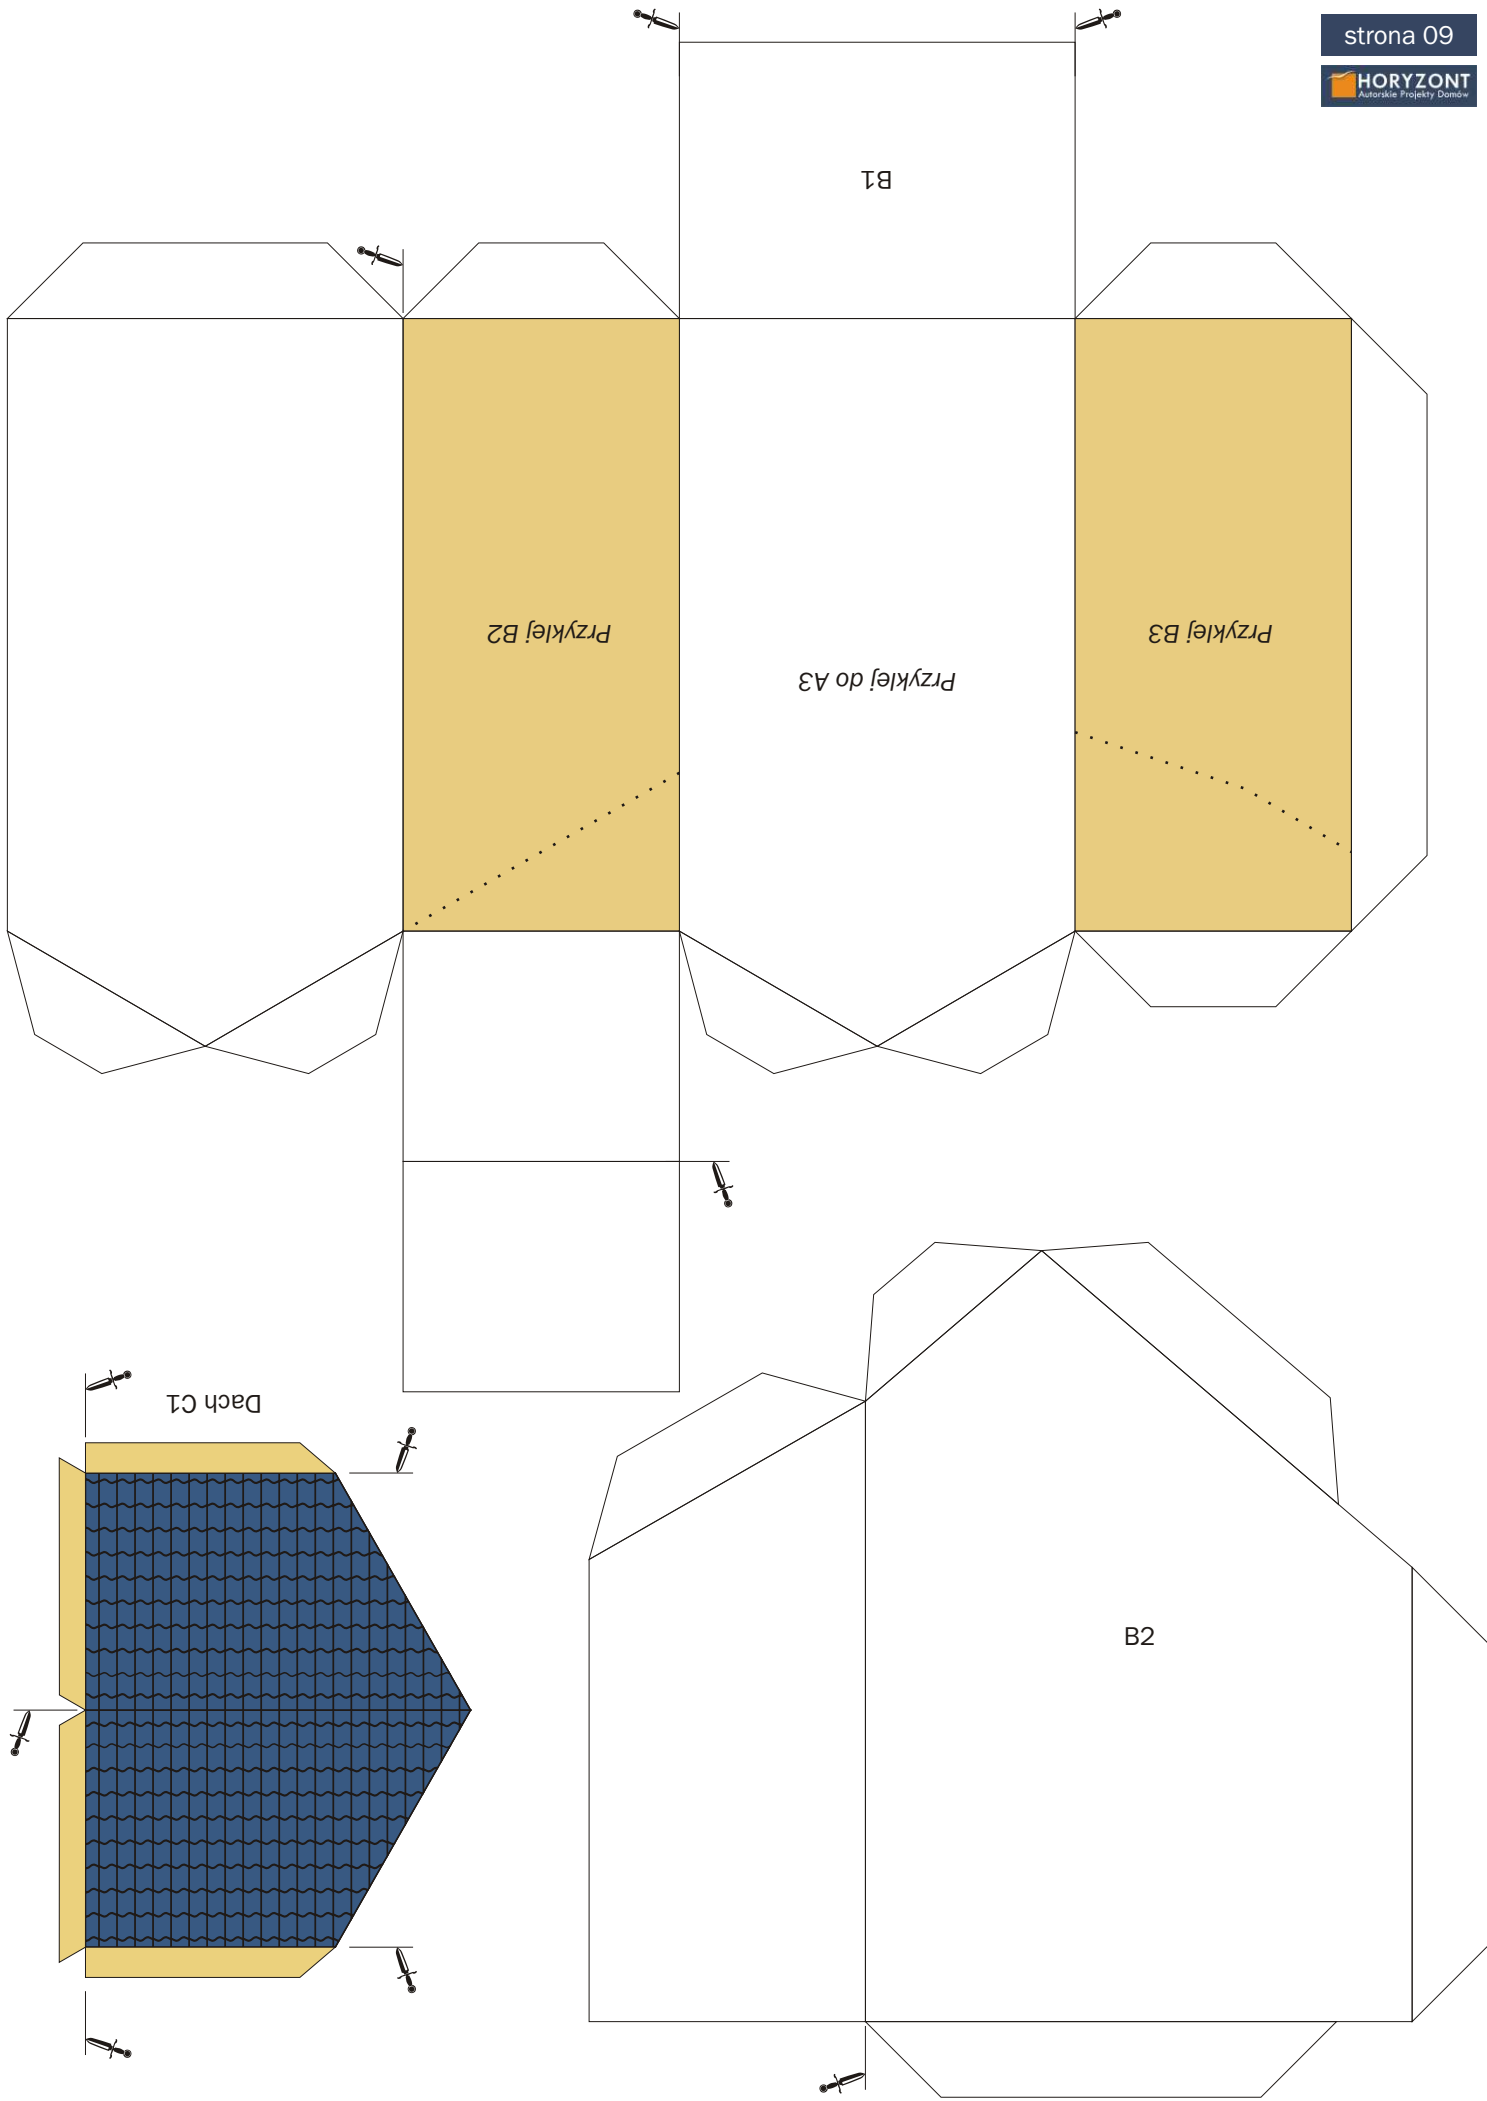 strona 09
HORYZONT
Autorskie Projekty Domów
B1
Przyklej B2
Przyklej B3
Przyklej do A3
Dach C1
B2